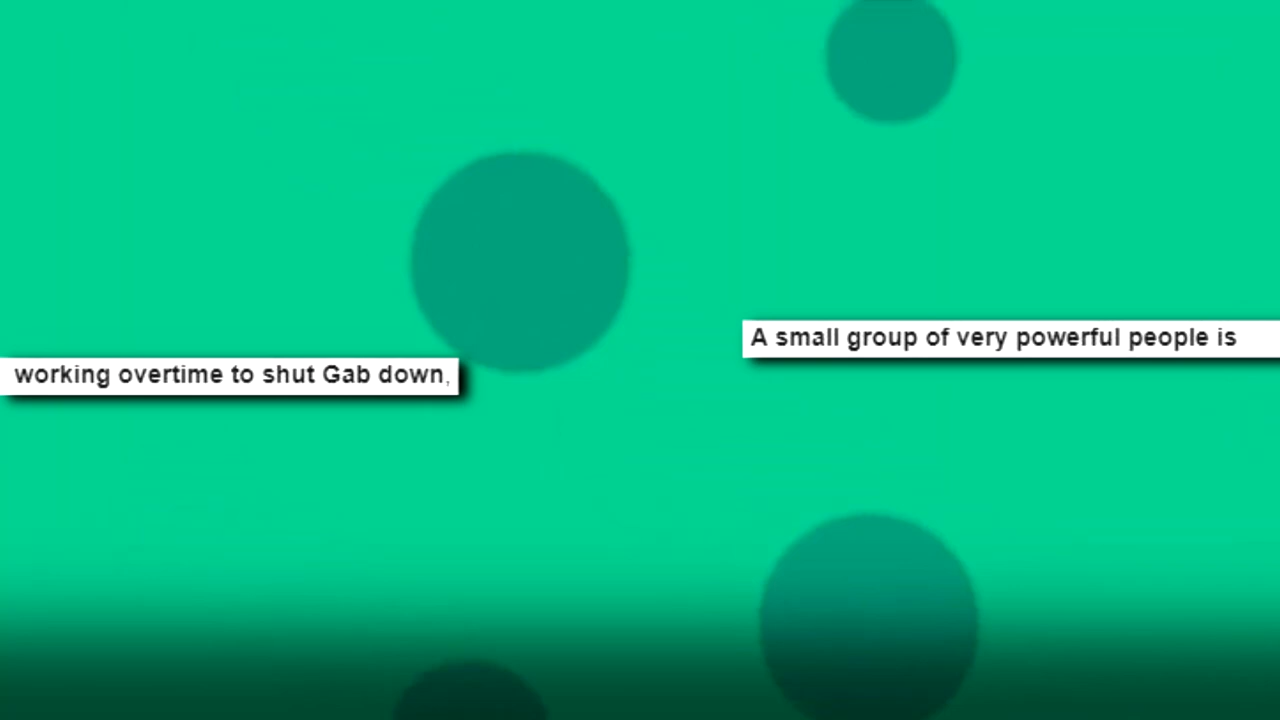 A small group of very powerful people is
working overtime to shut Gab down,